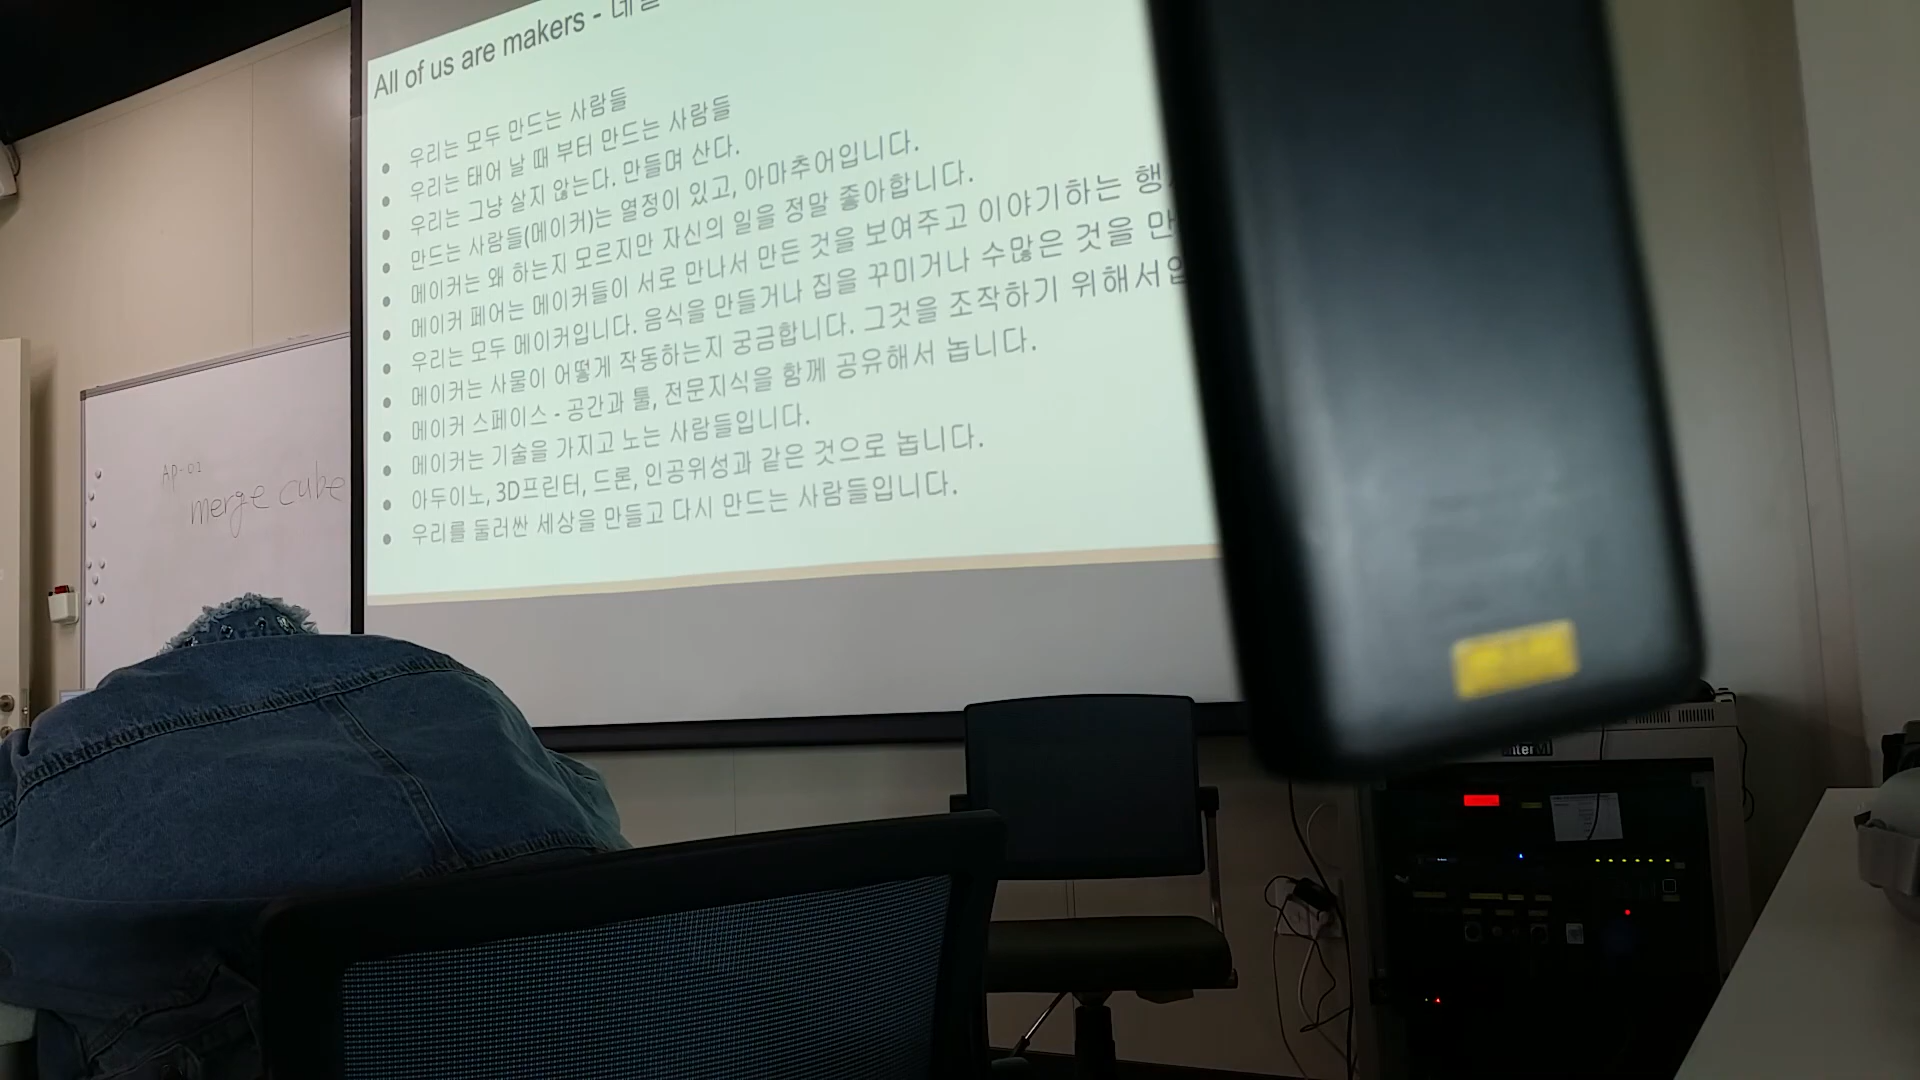 All of us are makers -
우리는 모두 만드는 사람들
우리는 태어 날 때 부터 만드는 사람들
우리는 그냥 살지 않는다. 만들며 산다.
만드는 사람들(메이커)는 열정이 있고, 아마추어입니다.
메이커는 왜 하는지 모르지만 자신의 일을 정말 좋아합니다.
메이커 페어는 메이커들이 서로 만나서 만든 것을 보여주고 이야기하는
우리는 모두 메이커입니다. 음식을 만들거나 집을 꾸미거나 수많은 것을
메이커는 사물이 어떻게 작동하는지 궁금합니다. 그것을 조작하기
메이커 스페이스 - 공간과 툴, 전문지식을 함께 공유해서 놉니다.
메이커는 기술을 가지고 노는 사람들입니다.
아두이노, 3D프린터, 드론, 인공위성과 같은 것으로 놉니다.
우리를 둘러싼 세상을 만들고 다시 만드는 사람들입니다.
AP-01
merge cube